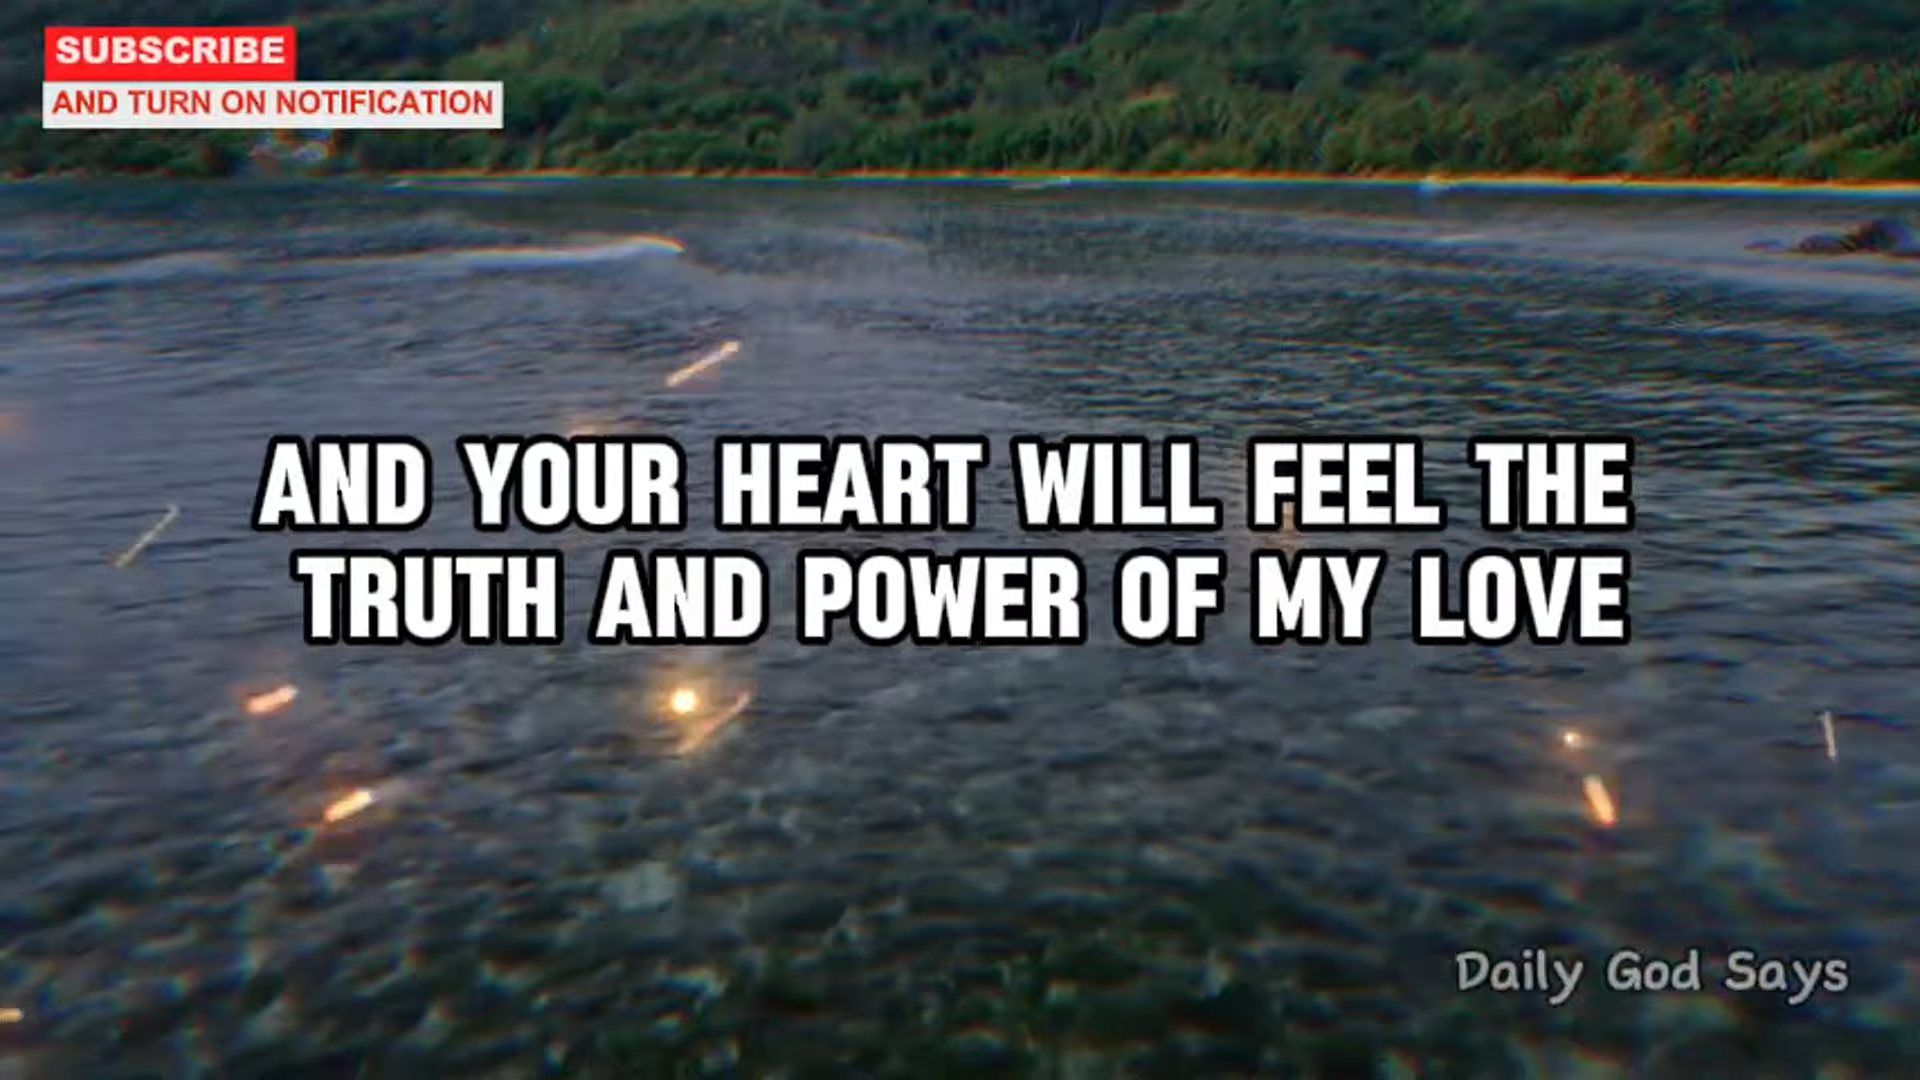 SUBSCRIBE
AND TURN ON NOTIFICATION
AND YOUR HEART WILL FEEL THE
TRUTH AND POWER OF MY LOVE
Daily God Says